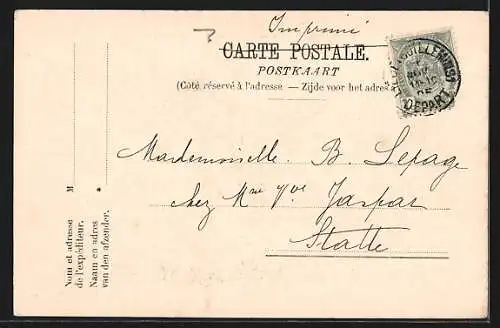 Imprimé
CARTE POSTALE.
POSTKAART
(Côté réservé à l'adresse — Zijde voor het adres
DEPART
Mademoiselle B. Lepage
chez Mme Vve Jaspar
Statte
M
Nom et adresse
de l'expéditeur.
Naam en adres
van den afzender.